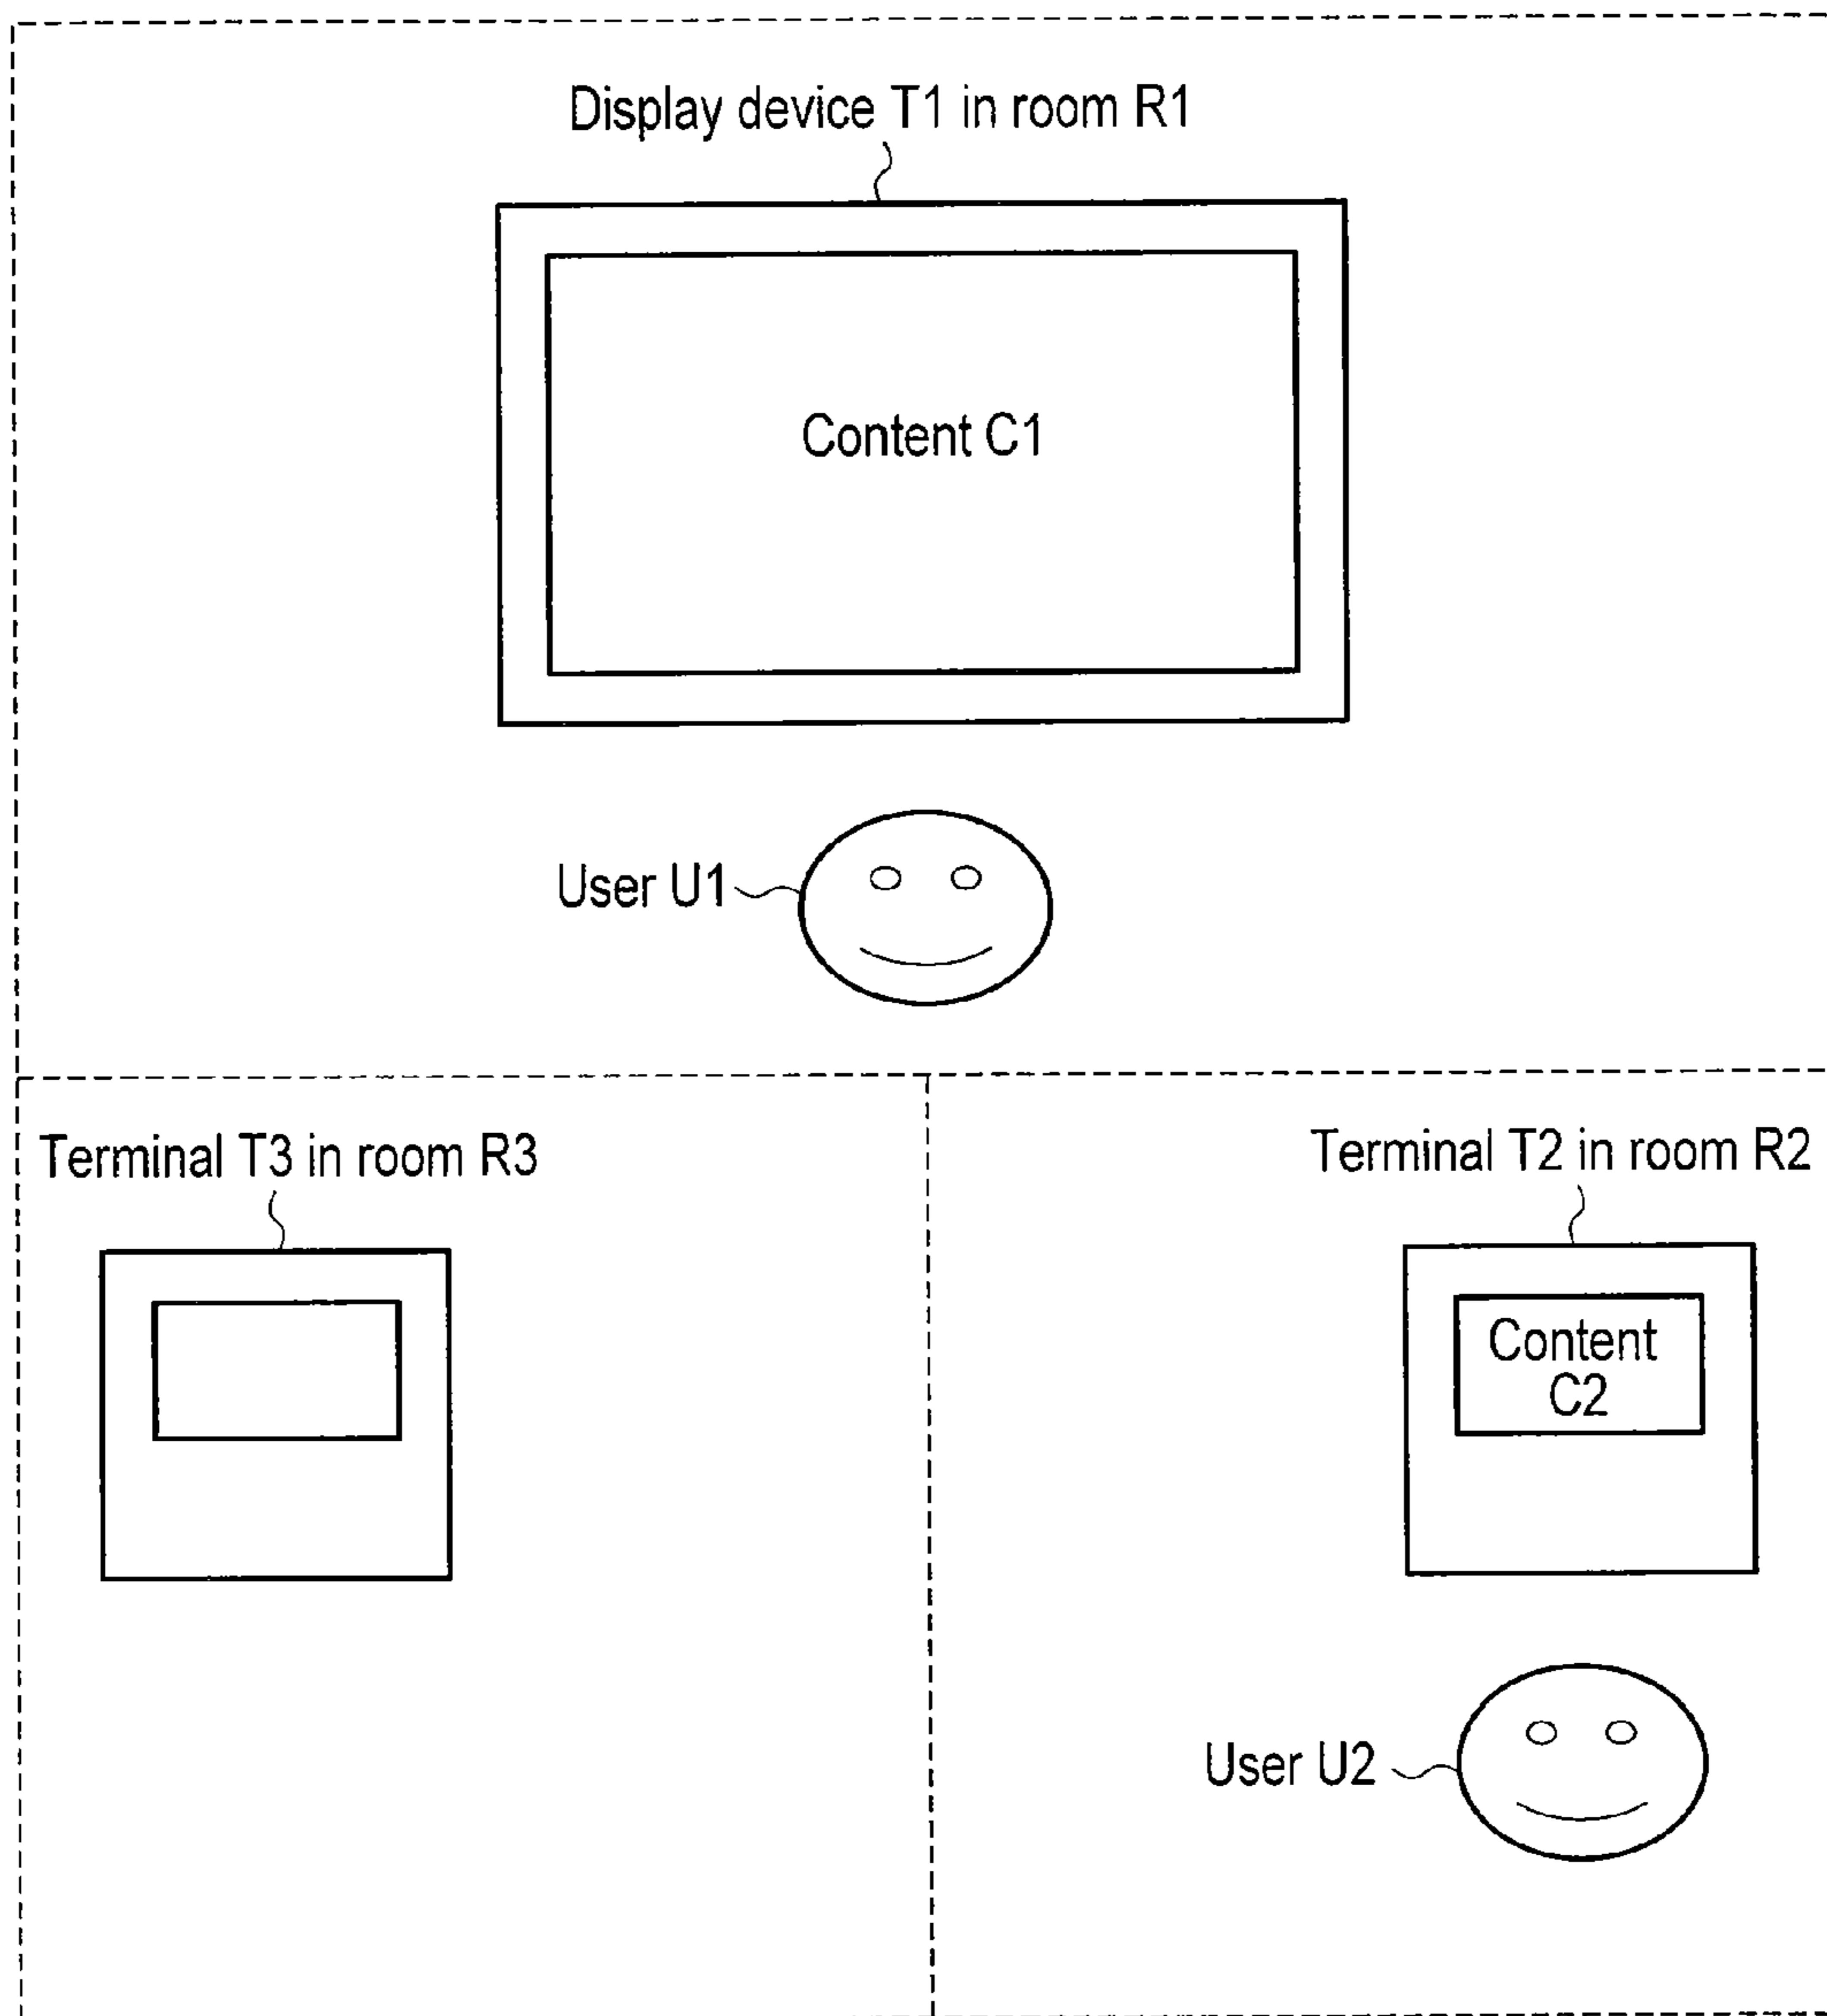 Display device T1 in room R1
Content C1
User U1
Terminal T3 in room R3
Terminal T2 in room R2
Content
C2
User U2